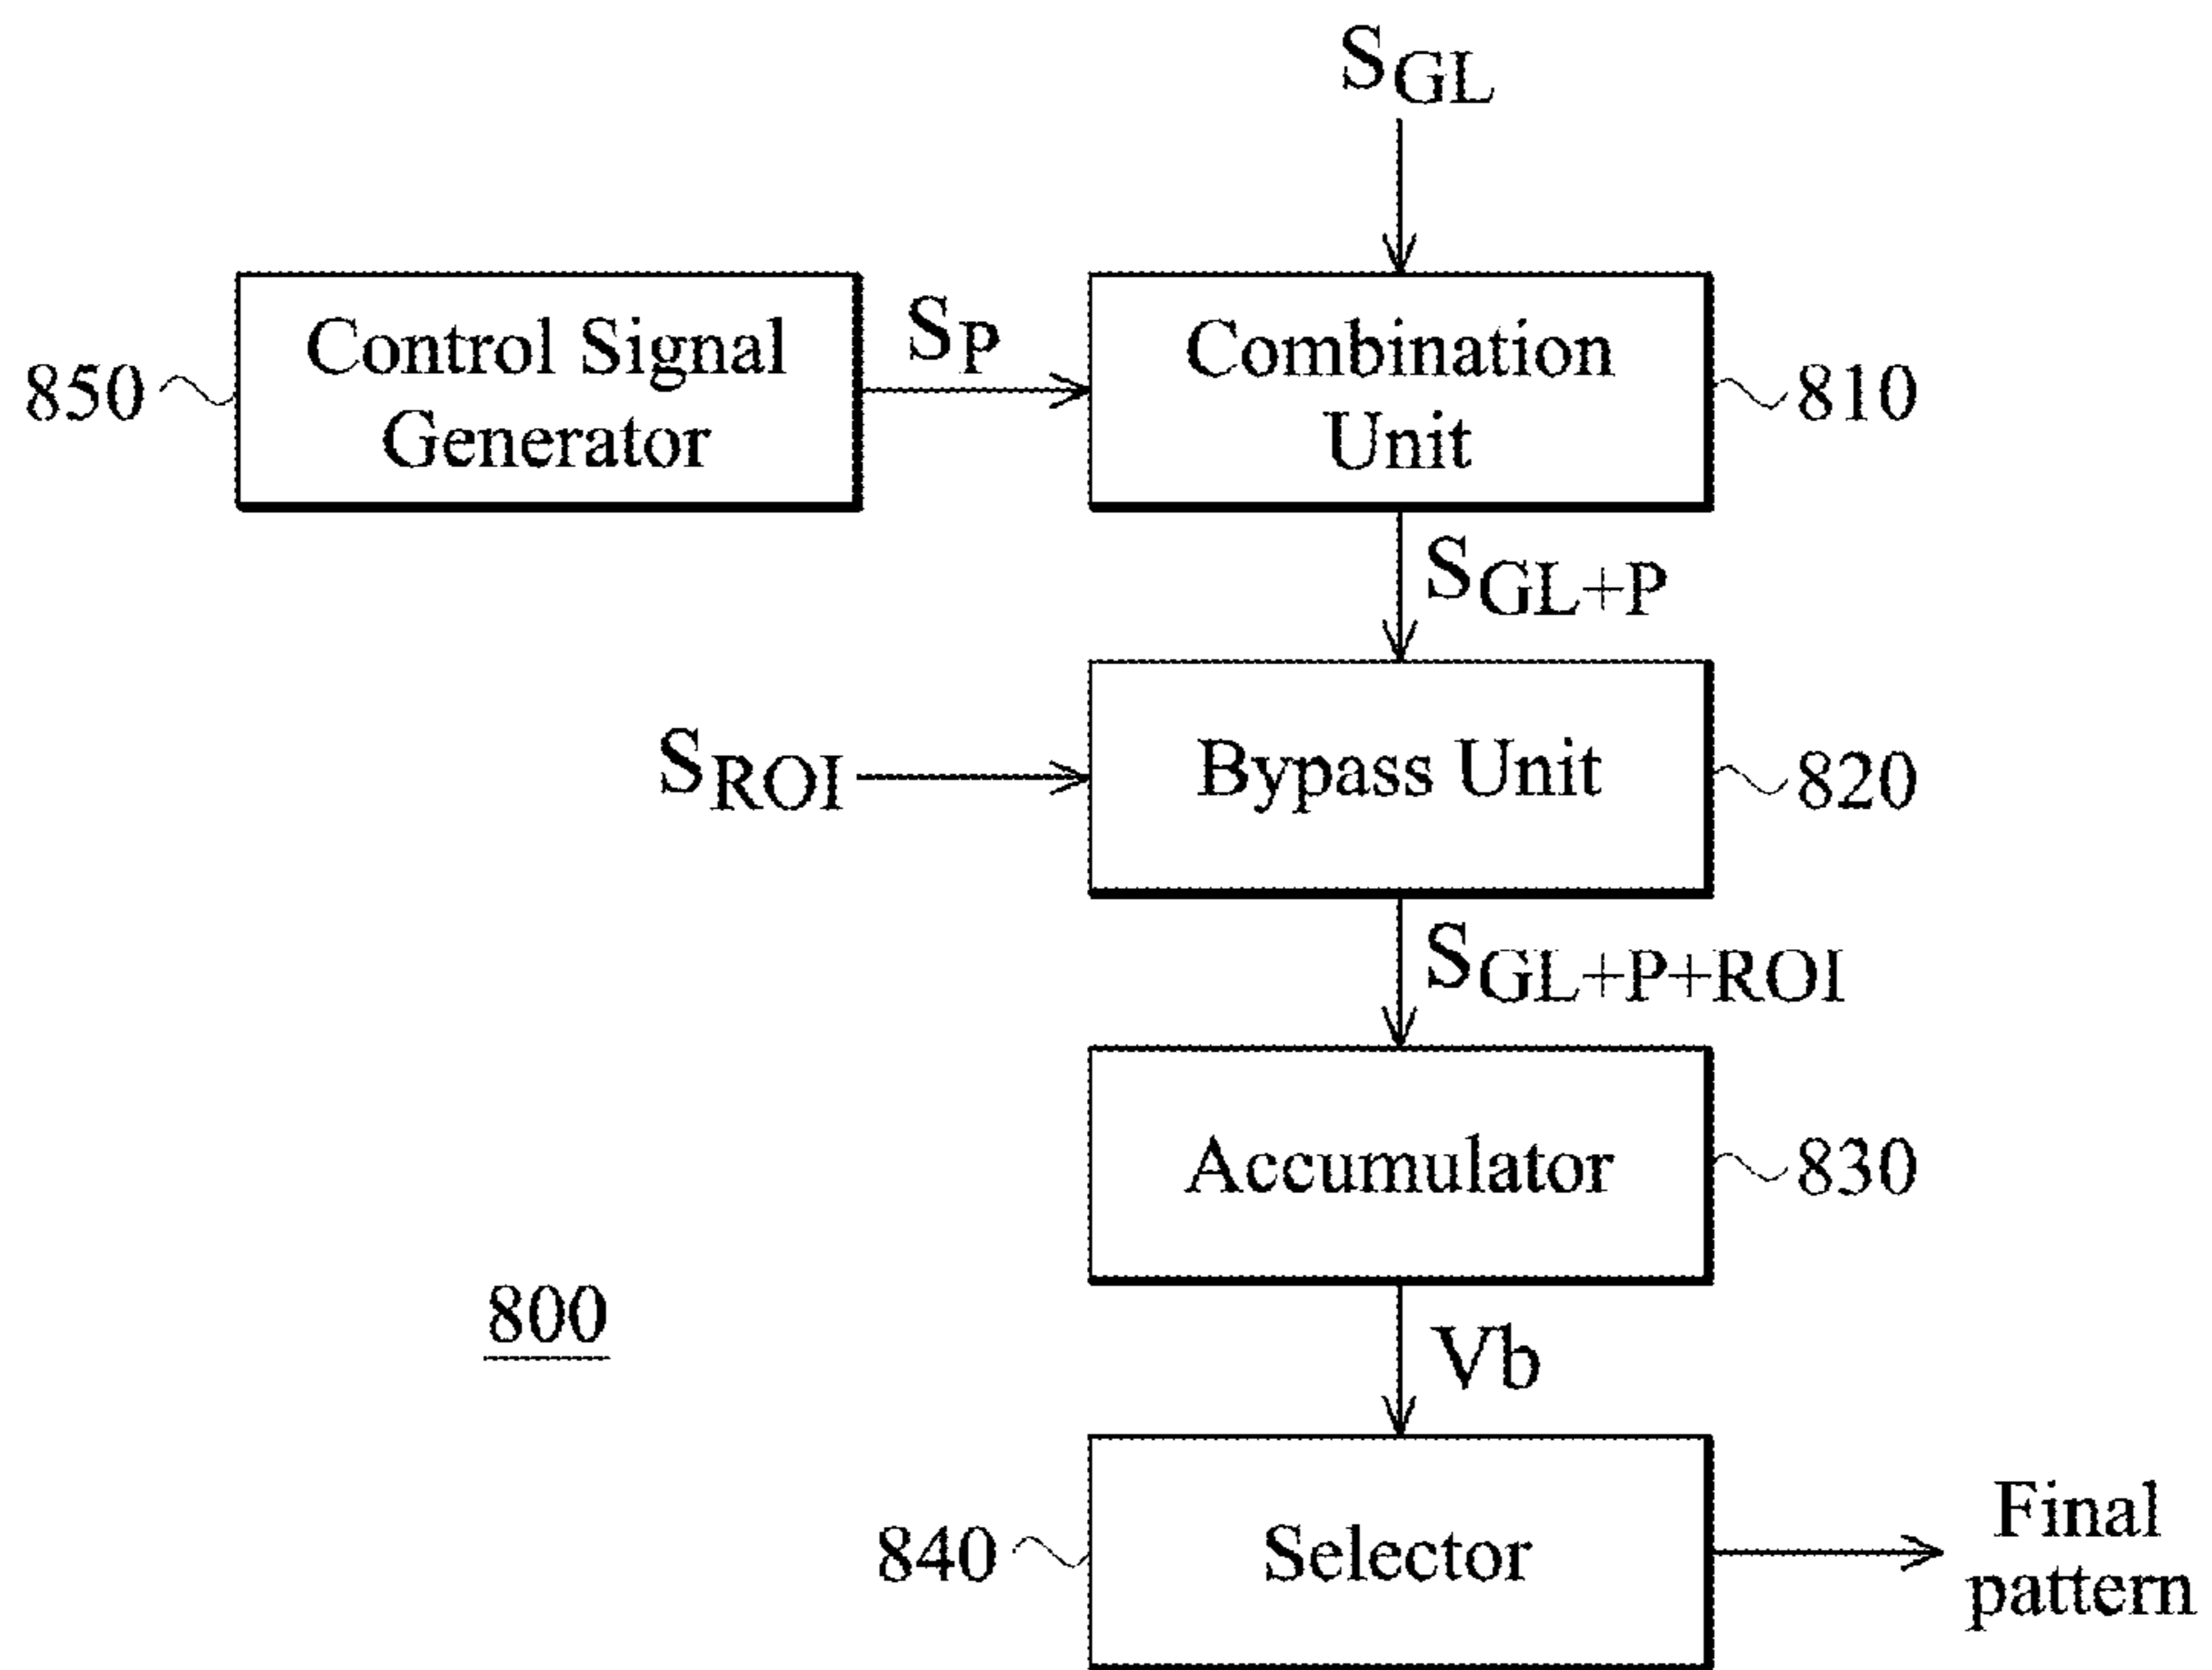 SGL
Control Signal
Generator
850
SP
Combination
Unit
810
SGL+P
SROI
Bypass Unit
820
SGL+P+ROI
Accumulator
830
800
Vb
840
Selector
Final
pattern